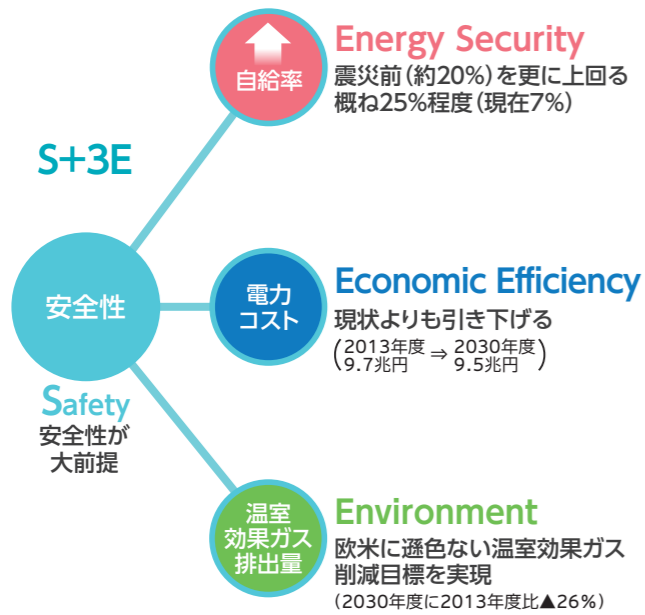 S+3E
安全性
Safety
安全性が
大前提
自給率
Energy Security
震災前(約20%)を更に上回る
概ね25%程度(現在7%)
電力
コスト
Economic Efficiency
現状よりも引き下げる
(2013年度 ⇒ 2030年度)
9.7兆円 9.5兆円
温室
効果ガス
排出量
Environment
欧米に遜色ない温室効果ガス
削減目標を実現
(2030年度に2013年度比▲26%)